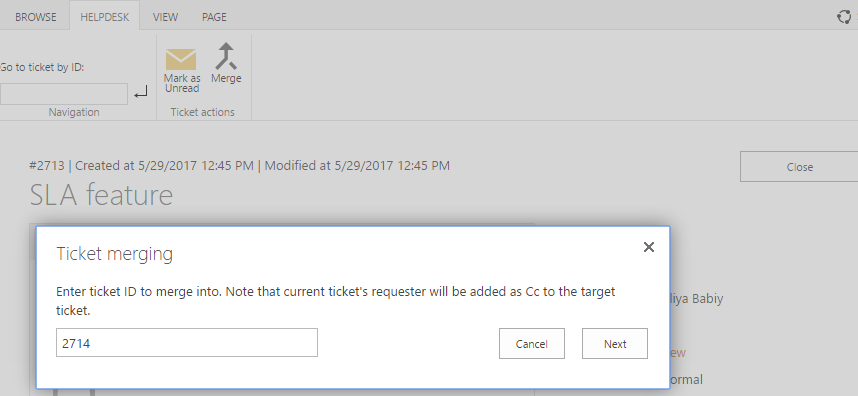 BROWSE HELPDESK VIEW PAGE
Go to ticket by ID:
Mark as Unread
Merge
Navigation
Ticket actions
#2713 | Created at 5/29/2017 12:45 PM | Modified at 5/29/2017 12:45 PM
Close
SLA feature
Ticket merging
Enter ticket ID to merge into. Note that current ticket's requester will be added as Cc to the target
ticket.
2714
Cancel
Next
liya Babiy
ew
ormal